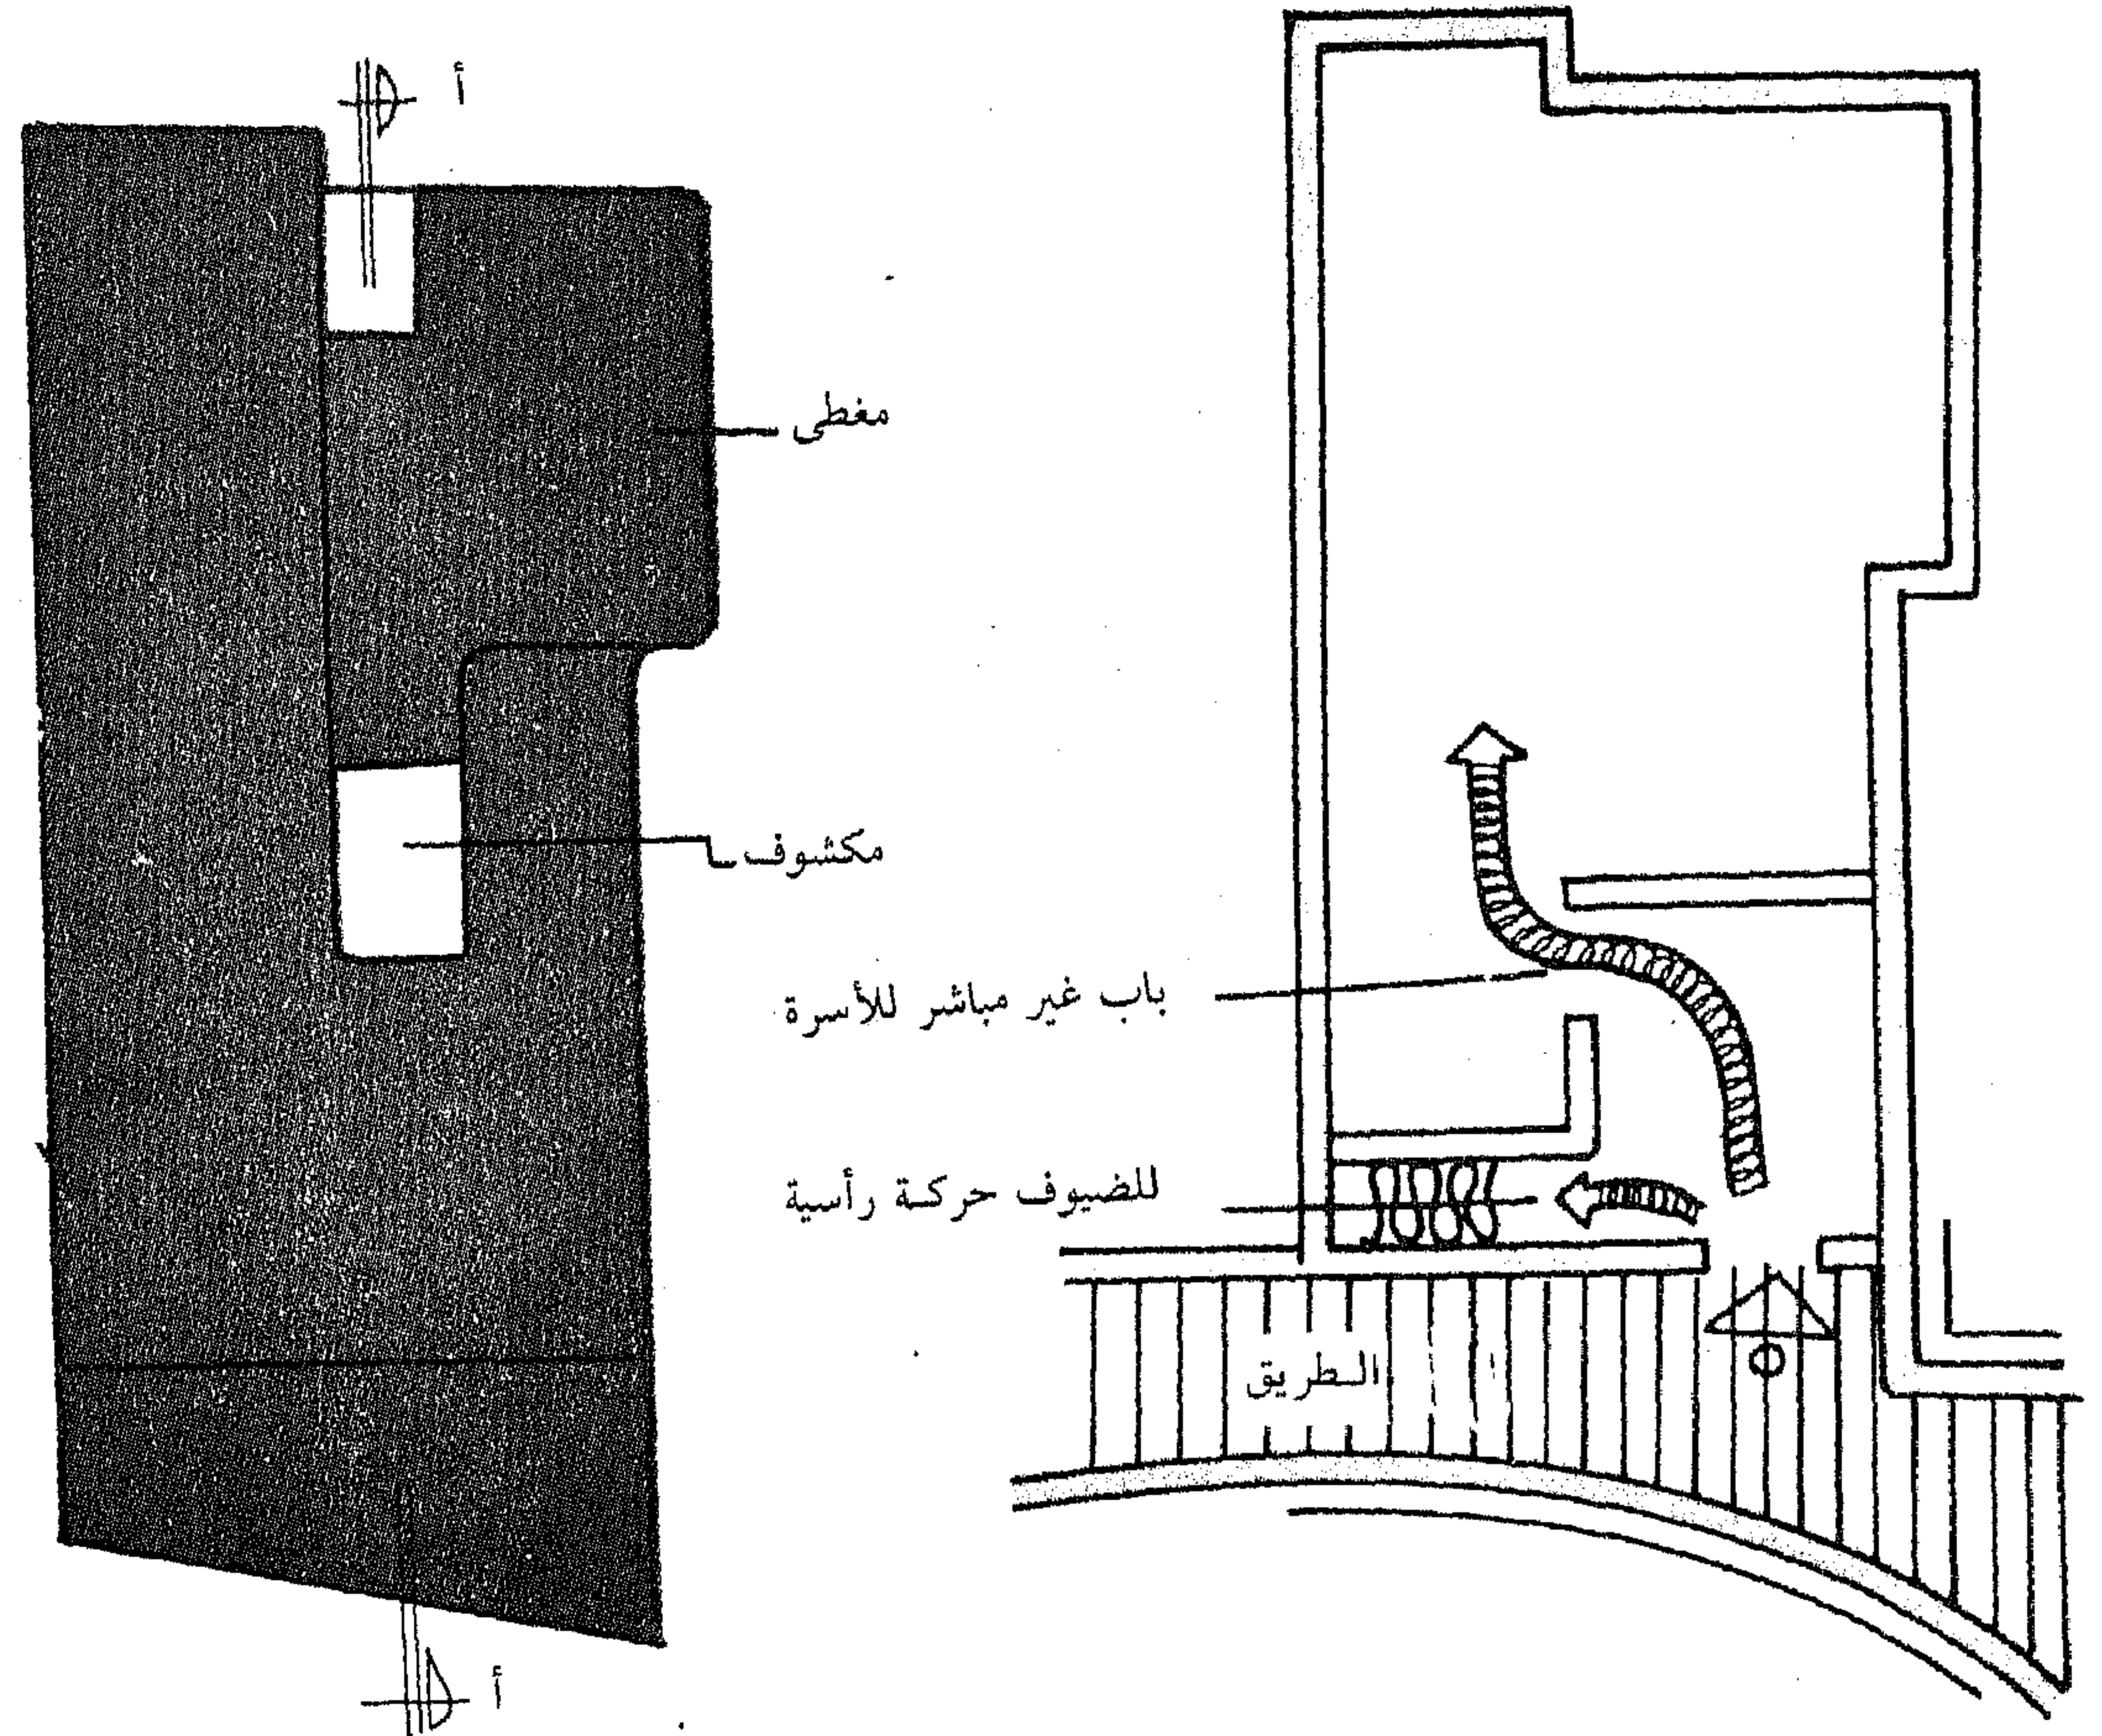 أ
مغطى
مكشوف
باب غير مباشر للأسرة
للضيوف حركة رأسية
الطريق
أ